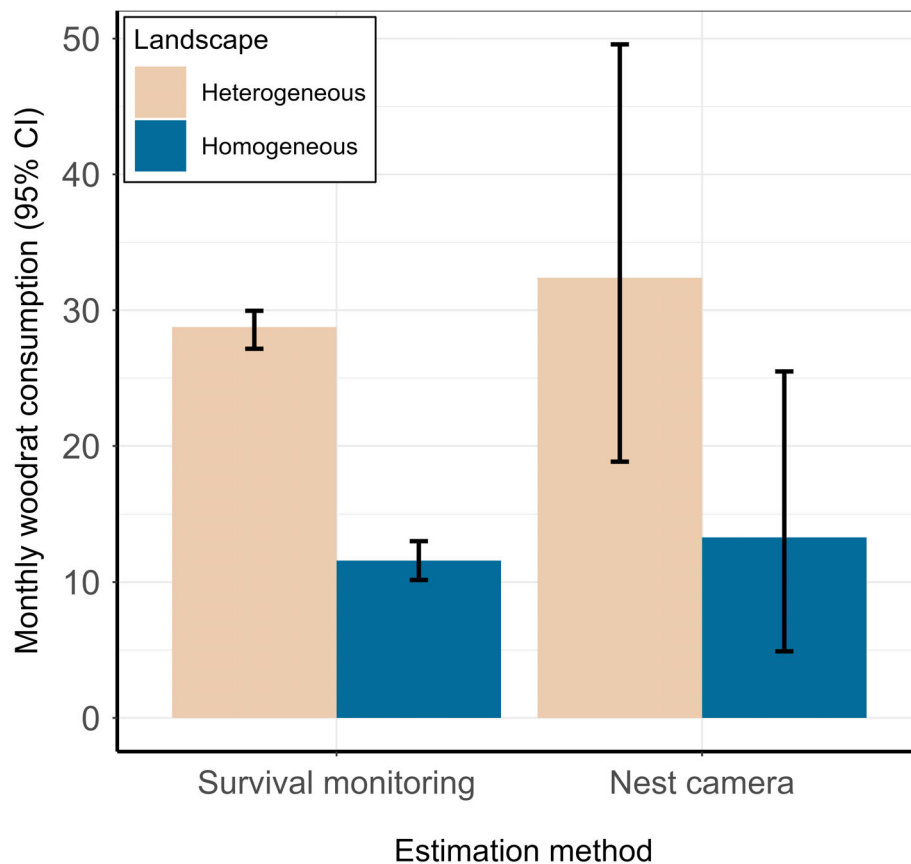 Landscape
Heterogeneous
Homogeneous
Monthly woodrat consumption (95% CI)
50
40
30
20
10
0
Survival monitoring
Nest camera
Estimation method